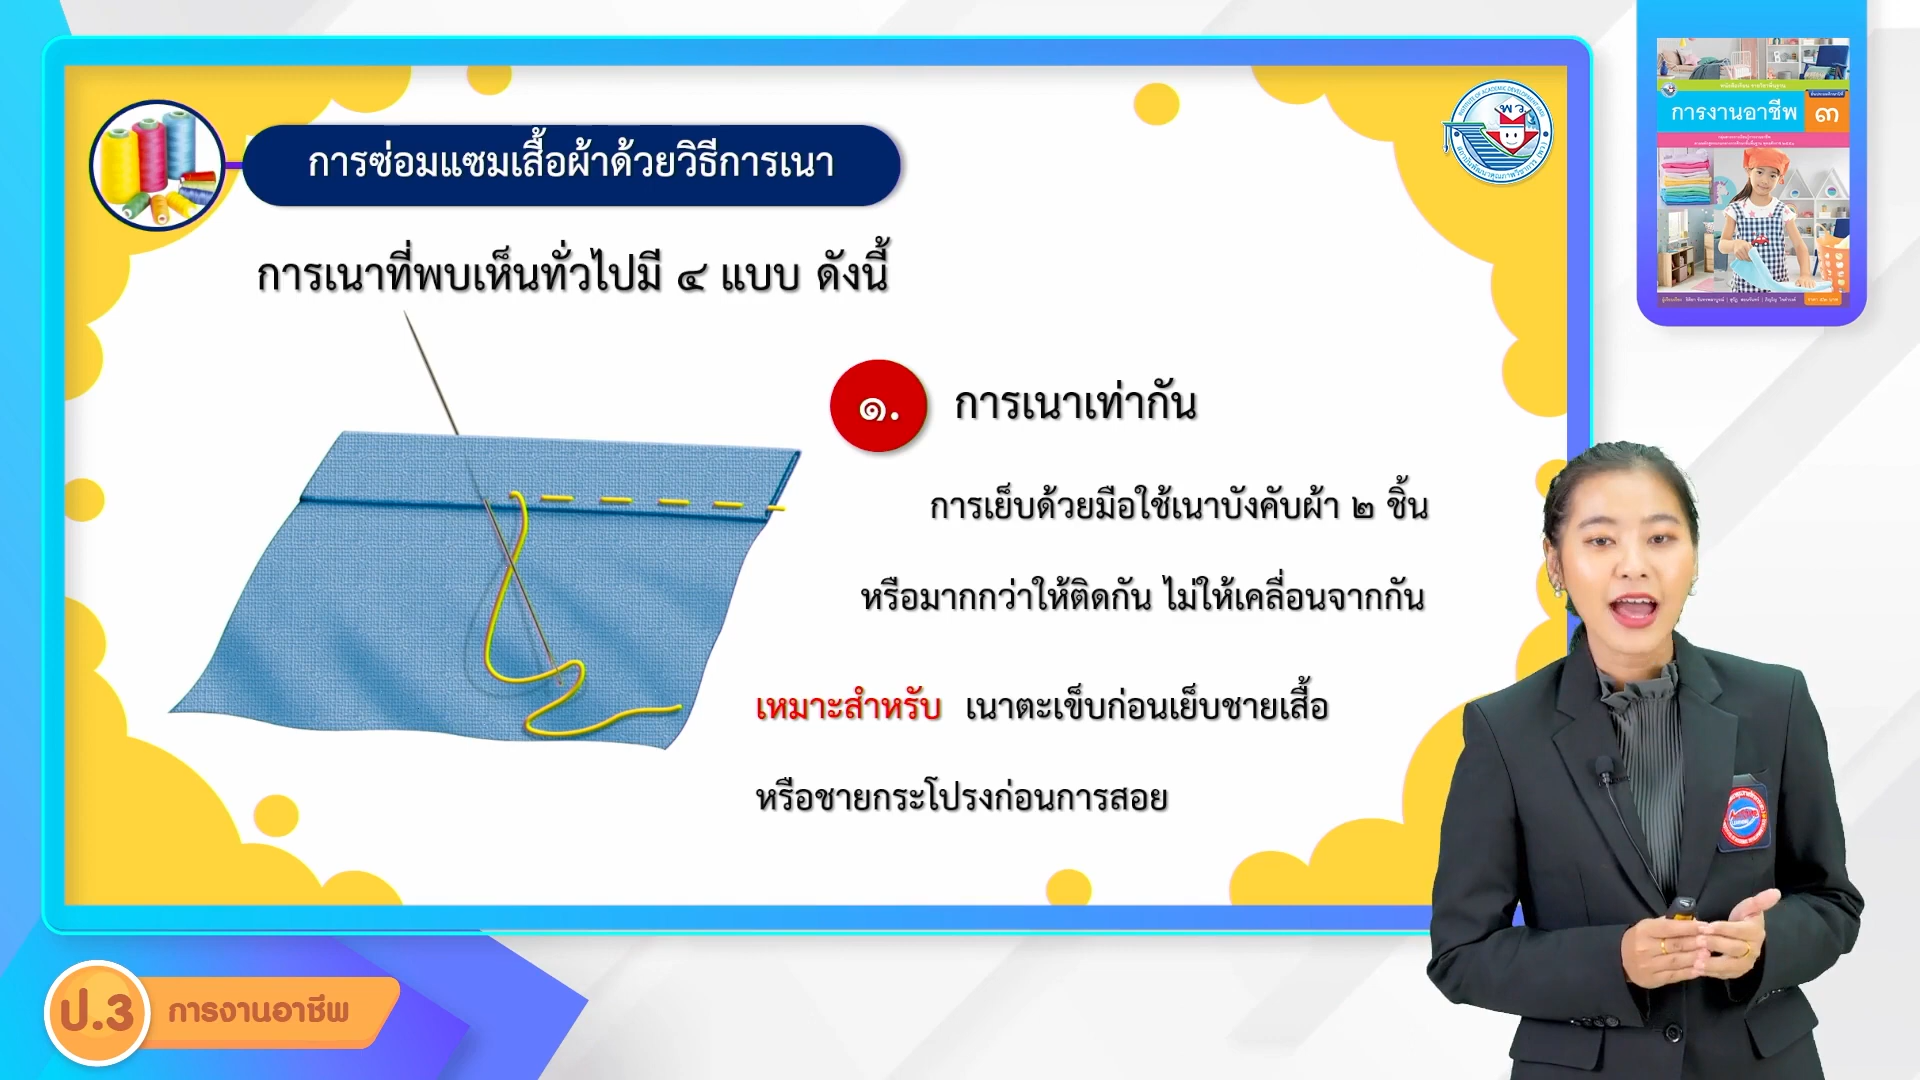 การซ่อมแซมเสื้อผ้าด้วยวิธีการเนา
การเนาที่พบเห็นทั่วไปมี ๔ แบบ ดังนี้
๑. การเนาเท่ากัน
การเย็บด้วยมือใช้เนาบังคับผ้า ๒ ชิ้น
หรือมากกว่าให้ติดกัน ไม่ให้เคลื่อนจากกัน
เหมาะสำหรับ เนาตะเข็บก่อนเย็บชายเสื้อ
หรือชายกระโปรงก่อนการสอย
พว.
การงานอาชีพ ๓
ป.3 การงานอาชีพ